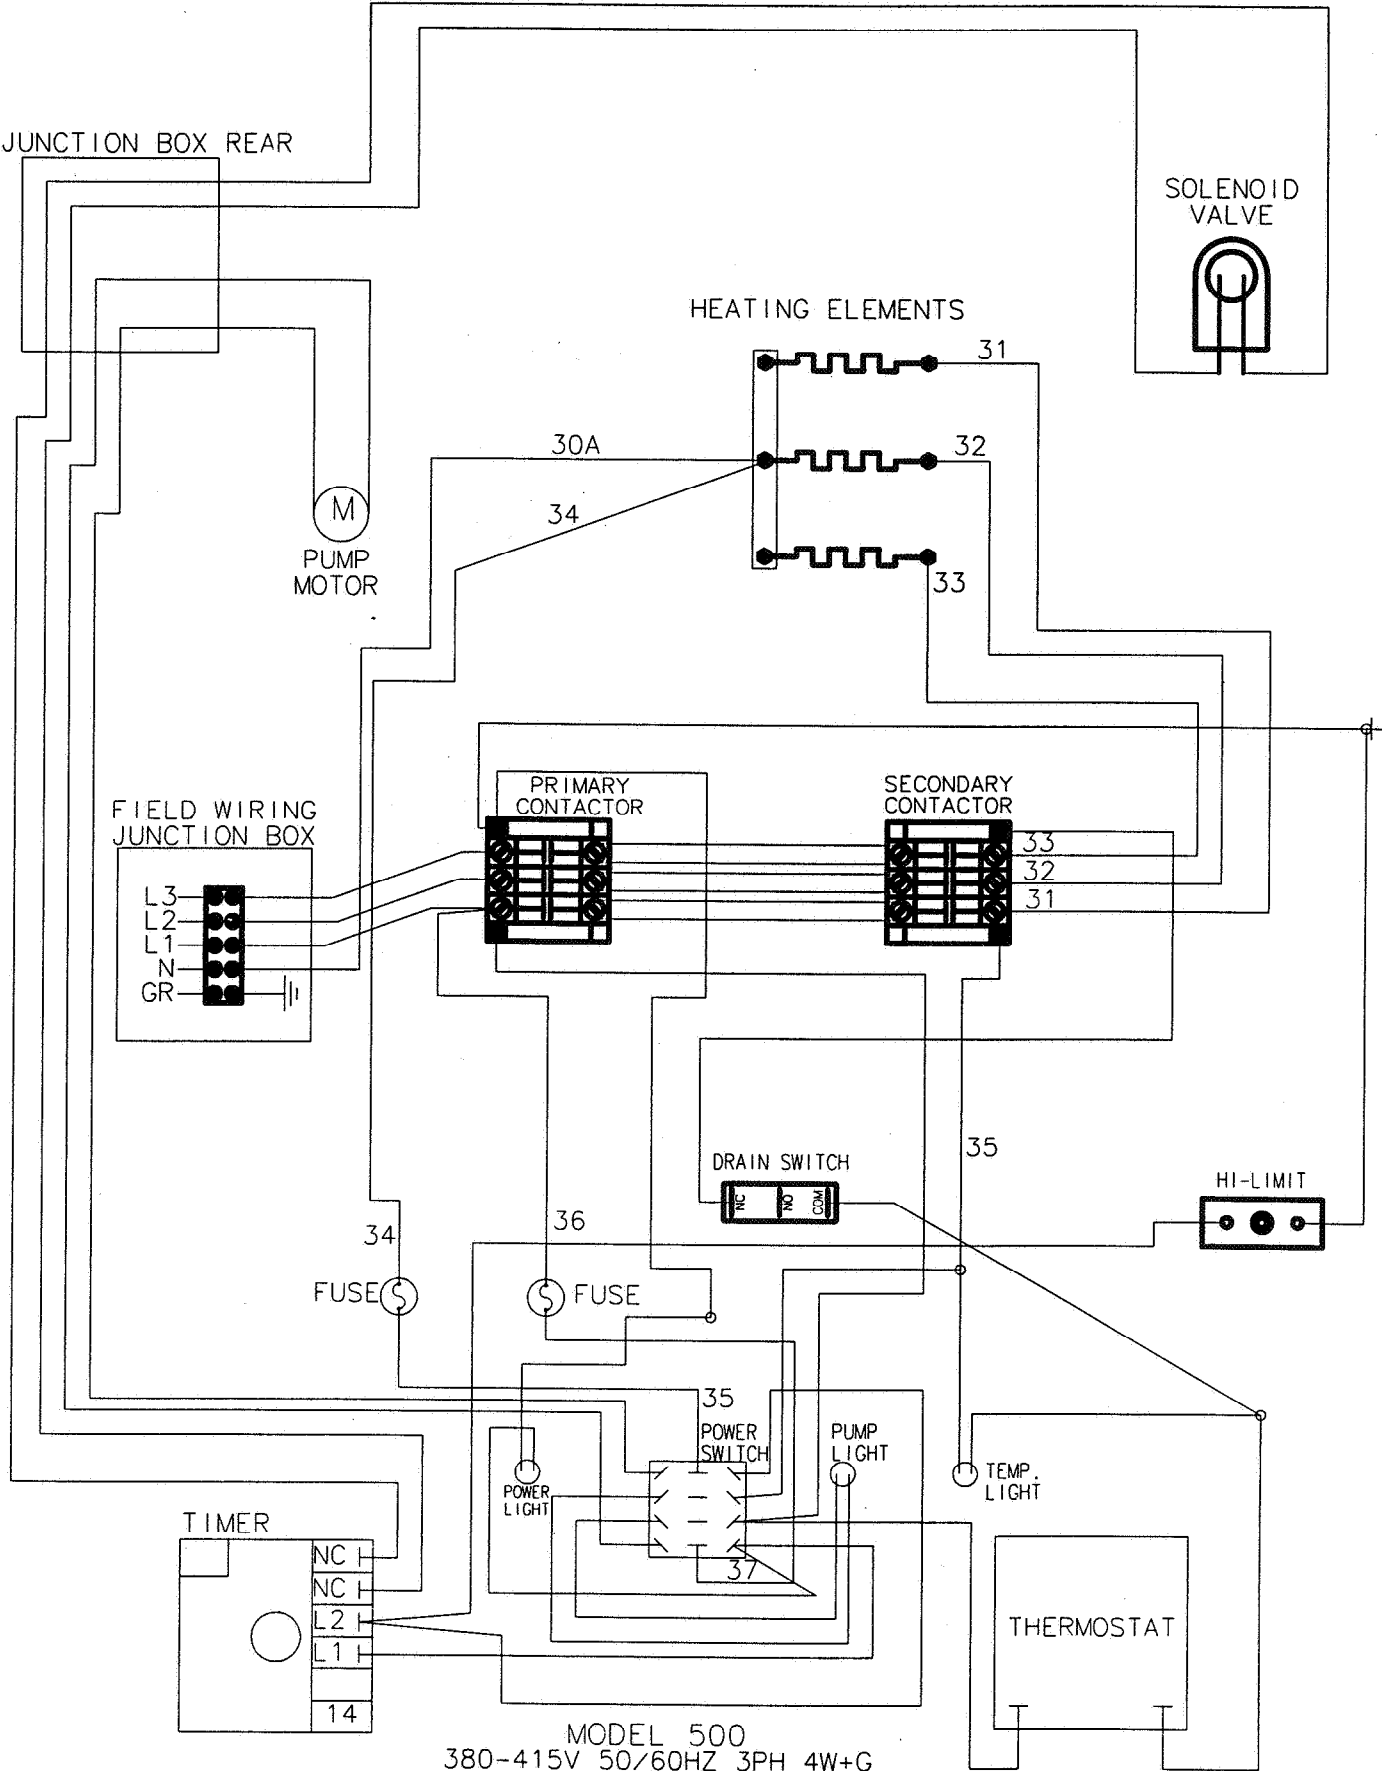 JUNCTION BOX REAR
SOLENOID
VALVE
HEATING ELEMENTS
31
30A
32
34
M
PUMP
MOTOR
33
PRIMARY
CONTACTOR
SECONDARY
CONTACTOR
FIELD WIRING
JUNCTION BOX
33
32
31
L3
L2
L1
N
GR
35
DRAIN SWITCH
NC
NO
COM
HI-LIMIT
34
36
FUSE
FUSE
35
POWER
SWITCH
PUMP
LIGHT
POWER
LIGHT
TEMP.
LIGHT
TIMER
NC
NC
L2
L1
14
37
THERMOSTAT
MODEL 500
380-415V 50/60HZ 3PH 4W+G